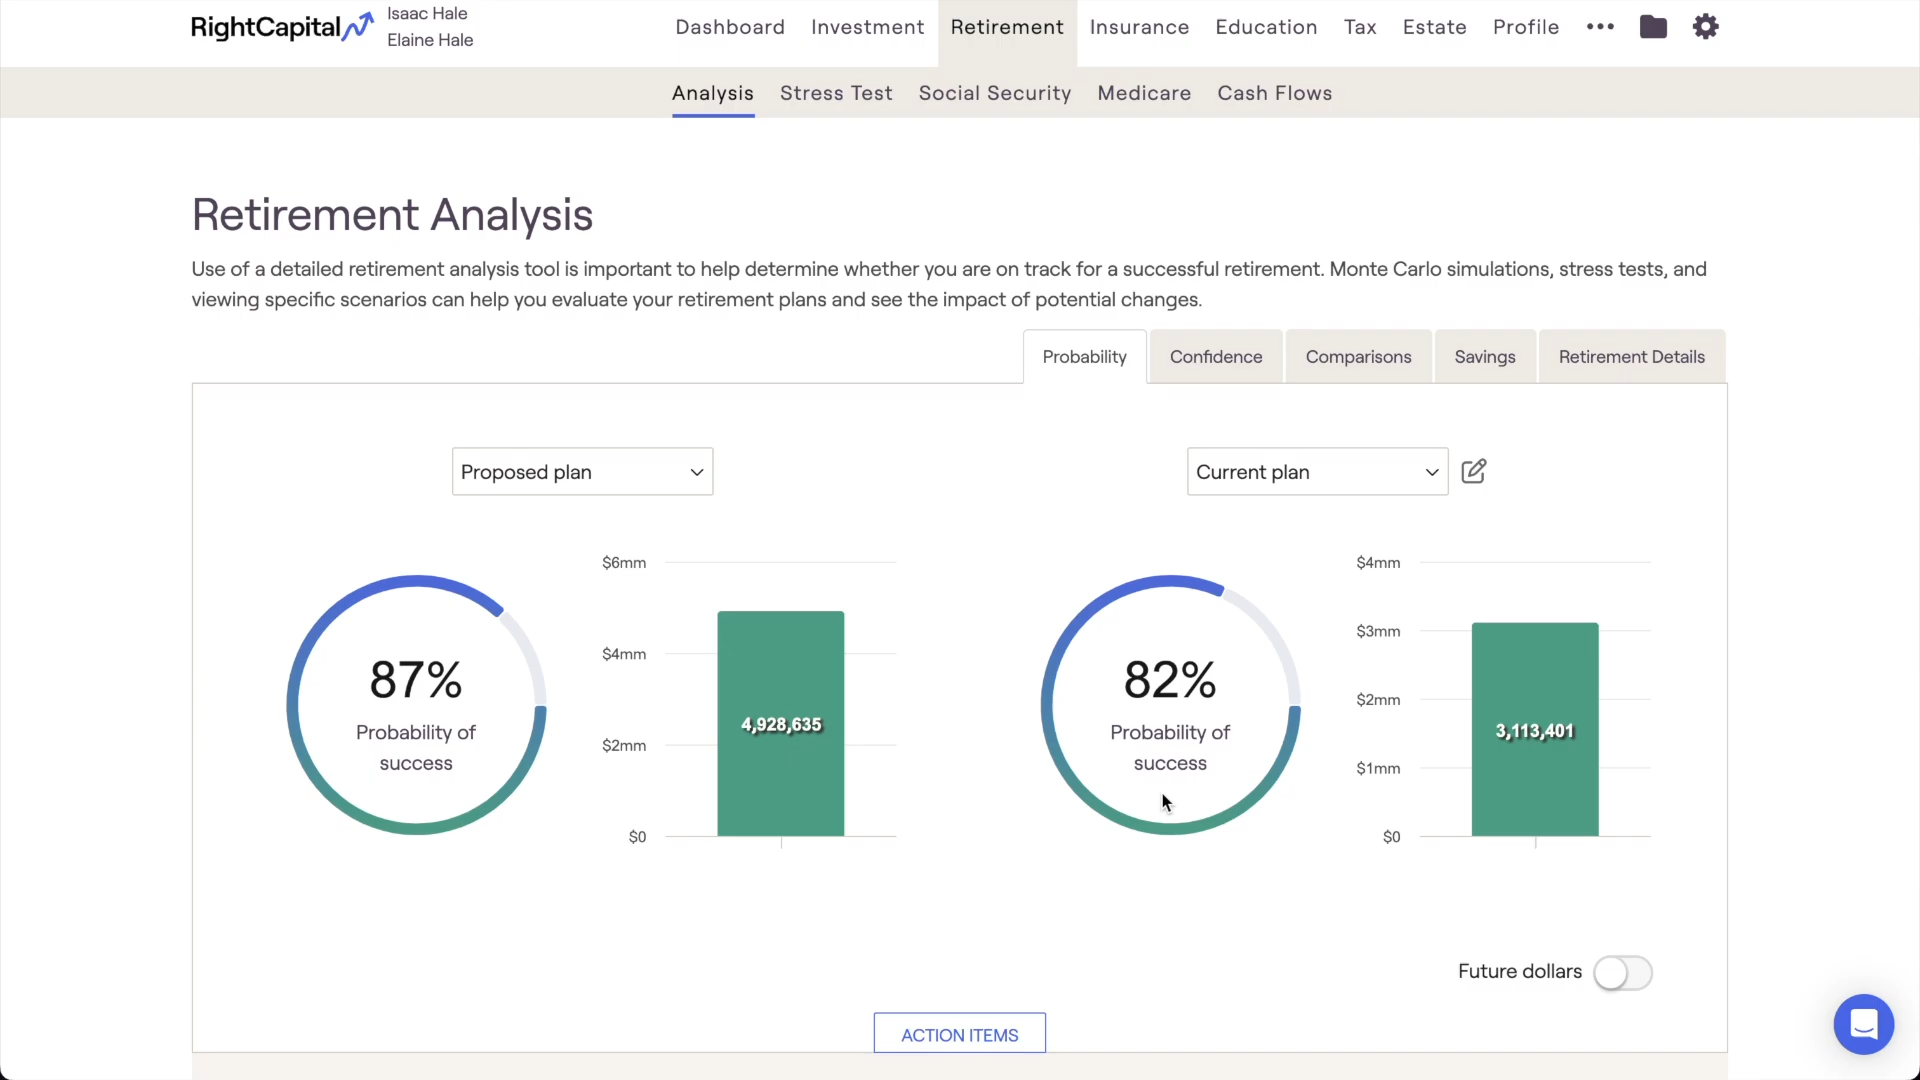 RightCapital
Isaac Hale
Elaine Hale
Dashboard
Investment
Retirement
Insurance
Education
Tax
Estate
Profile
Analysis
Stress Test
Social Security
Medicare
Cash Flows
Retirement Analysis
Use of a detailed retirement analysis tool is important to help determine whether you are on track for a successful retirement. Monte Carlo simulations, stress tests, and
viewing specific scenarios can help you evaluate your retirement plans and see the impact of potential changes.
Probability
Confidence
Comparisons
Savings
Retirement Details
Proposed plan
Current plan
87%
Probability of
success
$6mm
$4mm
$2mm
$0
4,928,635
82%
Probability of
success
$4mm
$3mm
$2mm
$1mm
$0
3,113,401
Future dollars
ACTION ITEMS